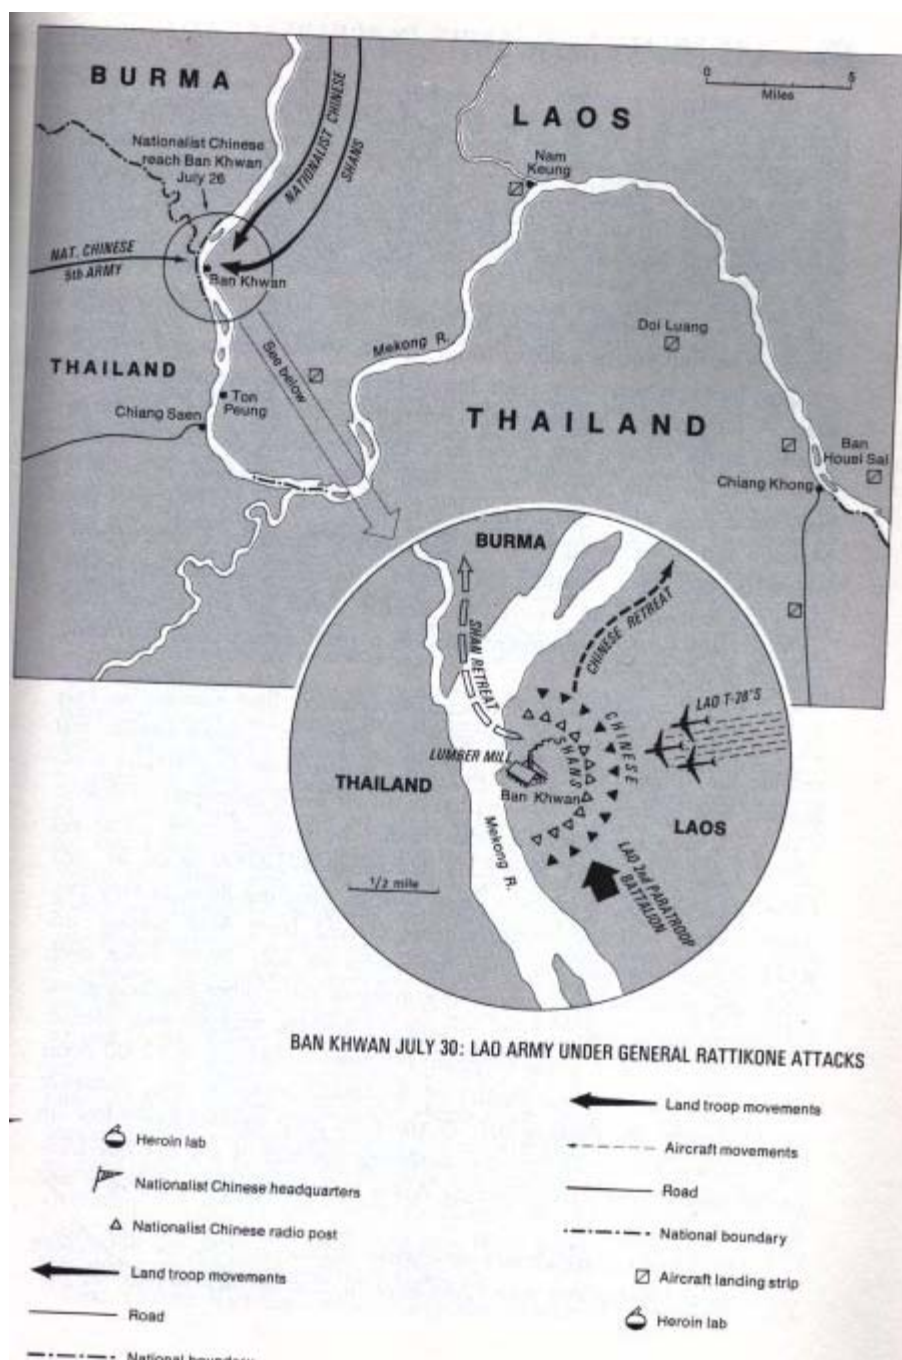 BURMA
Nationalist Chinese
reach Ban Khwan
July 26
NATIONALIST CHINESE
SHANS
LAOS
0 5
Miles
Nam
Keung
NAT. CHINESE
5th ARMY
Ban Khwan
THAILAND
Ton
Peung
Chiang Saen
See below
Mekong R.
Doi Luang
THAILAND
Ban
Houei Sai
Chiang Khong
BURMA
SHAN RETREAT
CHINESE RETREAT
LAO T-28'S
CHINESE
SHANS
LUMBER MILL
Ban Khwan
THAILAND
LAOS
Mekong R.
1/2 mile
LAO 2nd PARATROOP
BATTALION
BAN KHWAN JULY 30: LAO ARMY UNDER GENERAL RATTIKONE ATTACKS
Heroin lab
Nationalist Chinese headquarters
Nationalist Chinese radio post
Land troop movements
Road
National boundary
Land troop movements
Aircraft movements
Road
National boundary
Aircraft landing strip
Heroin lab